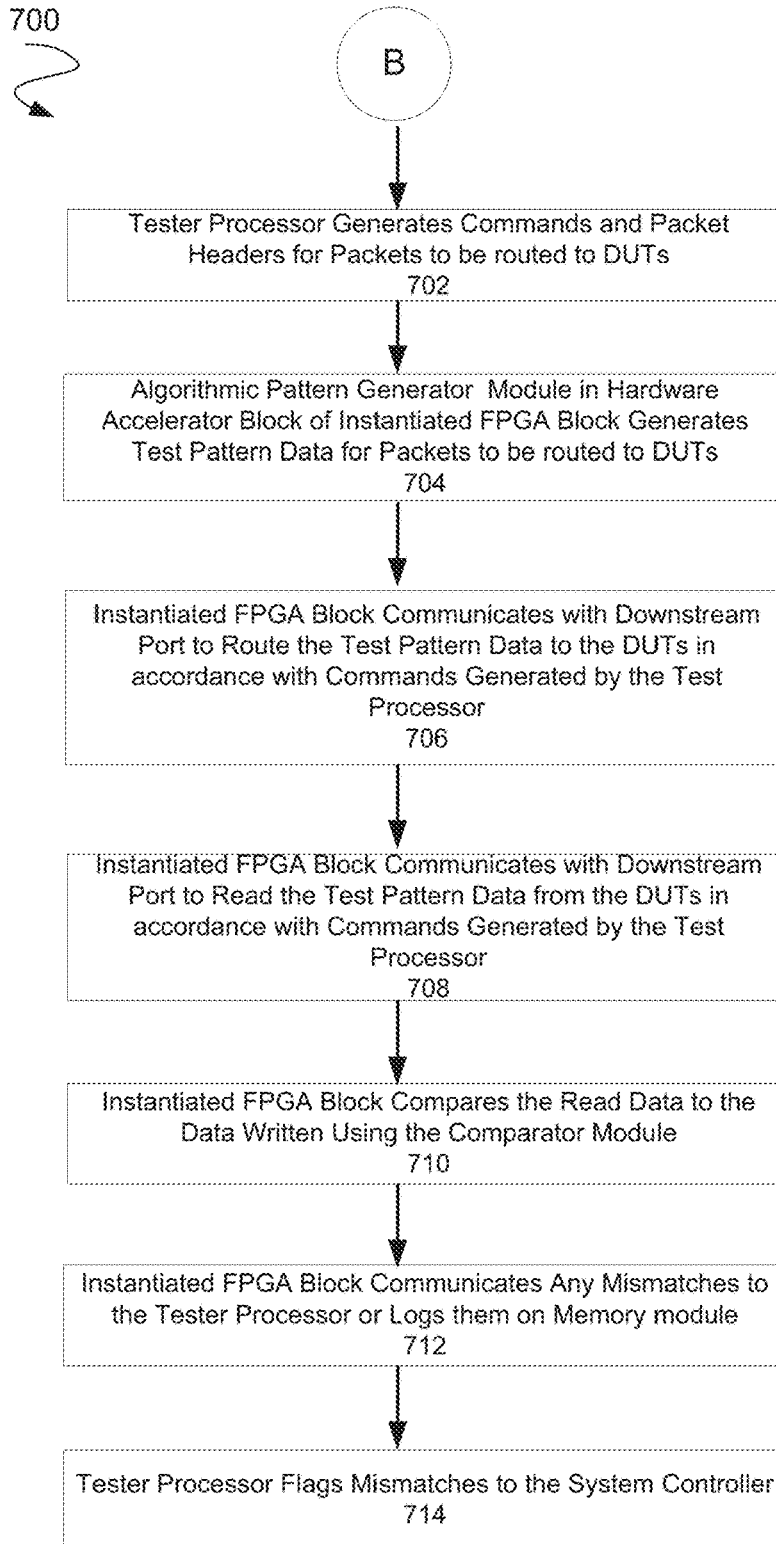 700
B
Tester Processor Generates Commands and Packet
Headers for Packets to be routed to DUTs
702
Algorithmic Pattern Generator Module in Hardware
Accelerator Block of Instantiated FPGA Block Generates
Test Pattern Data for Packets to be routed to DUTs
704
Instantiated FPGA Block Communicates with Downstream
Port to Route the Test Pattern Data to the DUTs in
accordance with Commands Generated by the Test
Processor
706
Instantiated FPGA Block Communicates with Downstream
Port to Read the Test Pattern Data from the DUTs in
accordance with Commands Generated by the Test
Processor
708
Instantiated FPGA Block Compares the Read Data to the
Data Written Using the Comparator Module
710
Instantiated FPGA Block Communicates Any Mismatches to
the Tester Processor or Logs them on Memory module
712
Tester Processor Flags Mismatches to the System Controller
714